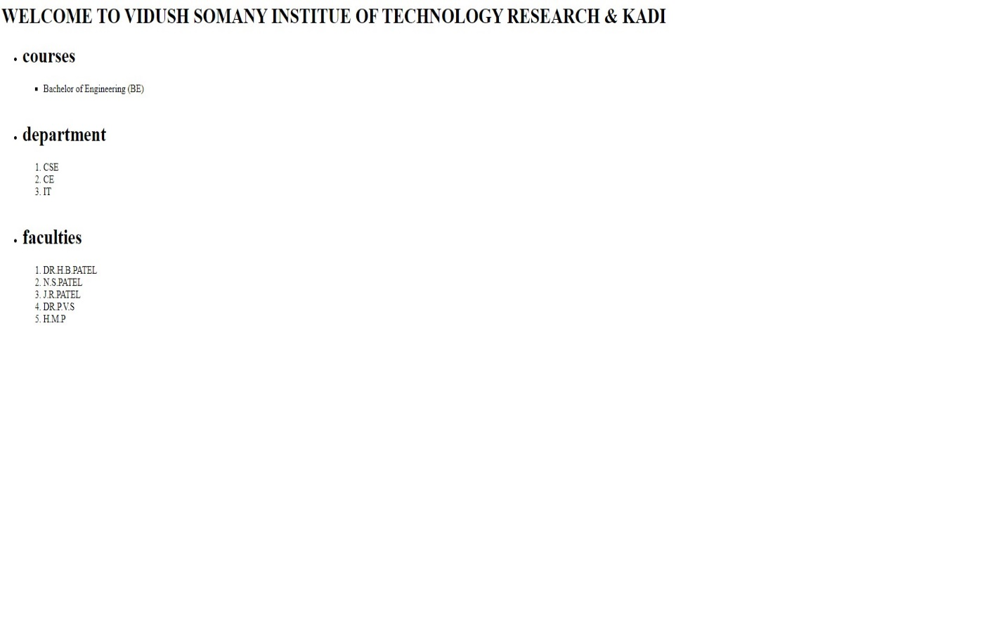 WELCOME TO VIDUSH SOMANY INSTITUE OF TECHNOLOGY RESEARCH & KADI
• courses
▪ Bachelor of Engineering (BE)
• department
1. CSE
2. CE
3. IT
• faculties
1. DR.H.B.PATEL
2. N.S.PATEL
3. J.R.PATEL
4. DR.P.V.S
5. H.M.P